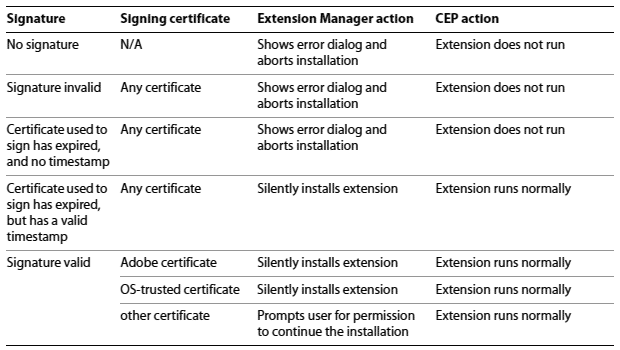 Signature Signing certificate Extension Manager action CEP action
No signature N/A Shows error dialog and Extension does not run
aborts installation
Signature invalid Any certificate Shows error dialog and Extension does not run
aborts installation
Certificate used to Any certificate Shows error dialog and Extension does not run
sign has expired, aborts installation
and no timestamp
Certificate used to Any certificate Silently installs extension Extension runs normally
sign has expired,
but has a valid
timestamp
Signature valid Adobe certificate Silently installs extension Extension runs normally
OS-trusted certificate Silently installs extension Extension runs normally
other certificate Prompts user for permission Extension runs normally
to continue the installation